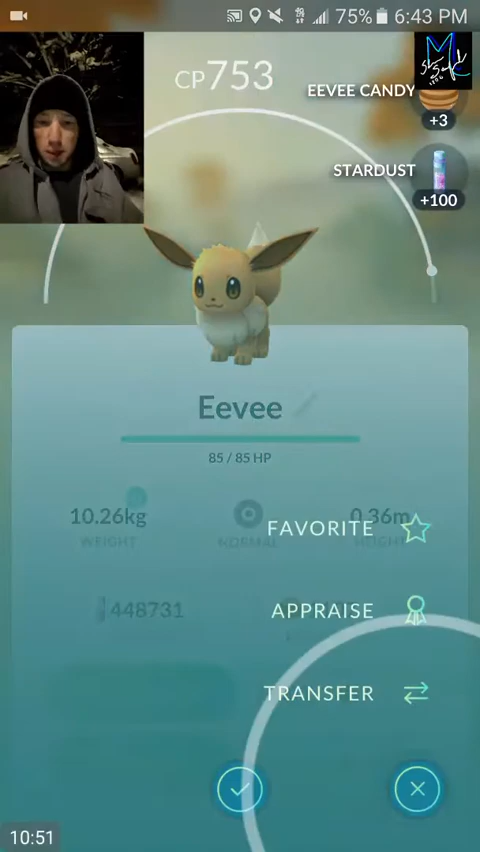 75% 6:43 PM
CP753
EEVEE CANDY
+3
STARDUST
+100
Eevee
85 / 85 HP
10.26kg
0.36m
WEIGHT
NORMAL
HEIGHT
FAVORITE
448731
APPRAISE
TRANSFER
10:51